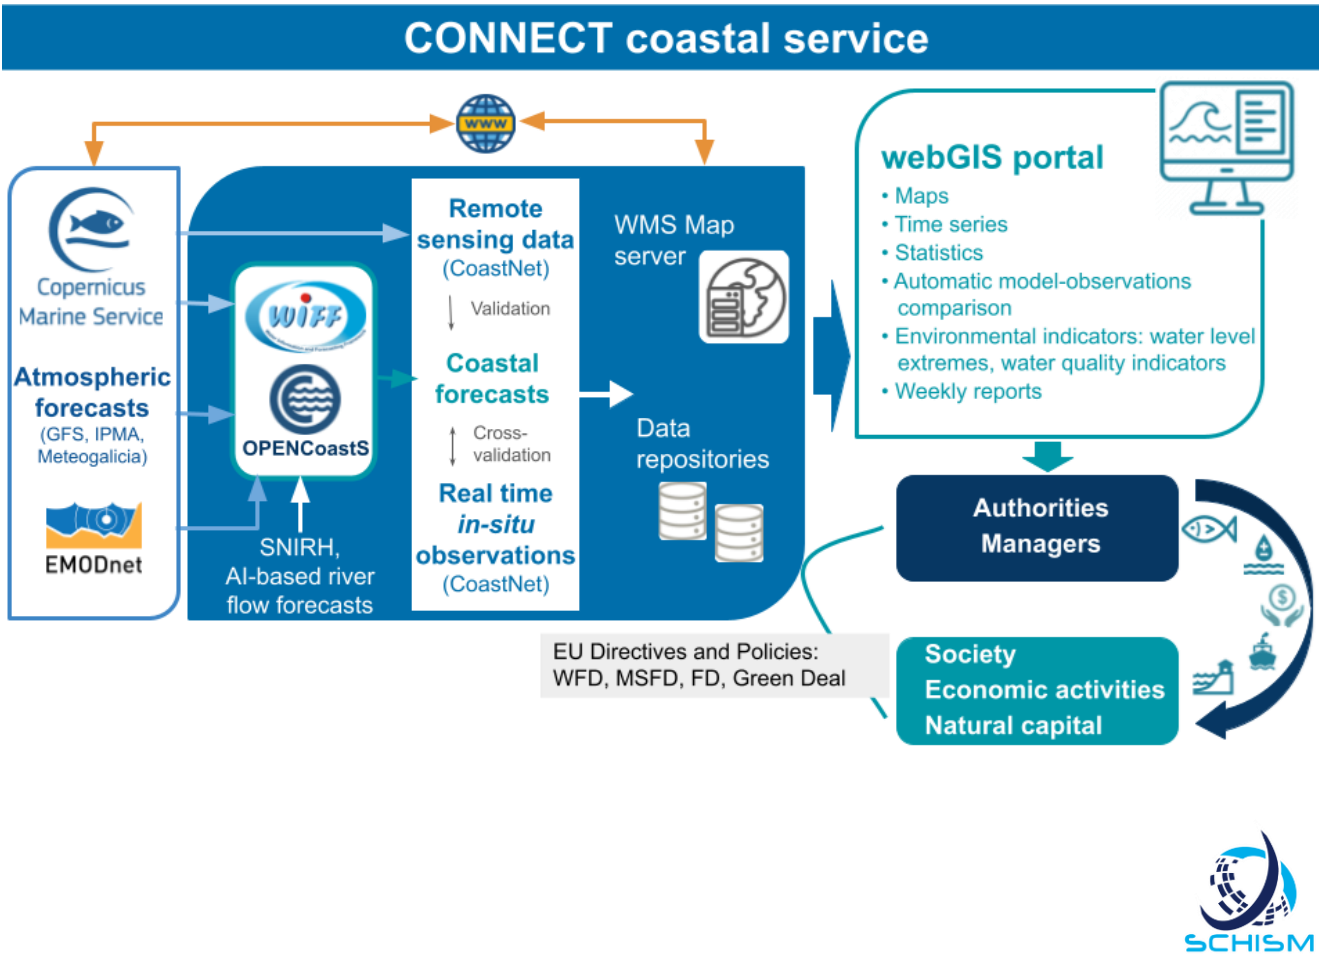 CONNECT coastal service
www
Copernicus
Marine Service
Atmospheric
forecasts
(GFS, IPMA,
Meteogalicia)
EMODnet
WiFF
OPENCoastS
SNIRH,
AI-based river
flow forecasts
Remote
sensing data
(CoastNet)
Validation
Coastal
forecasts
Cross-
validation
Real time
in-situ
observations
(CoastNet)
WMS Map
server
Data
repositories
webGIS portal
• Maps
• Time series
• Statistics
• Automatic model-observations
comparison
• Environmental indicators: water level
extremes, water quality indicators
• Weekly reports
Authorities
Managers
$
EU Directives and Policies:
WFD, MSFD, FD, Green Deal
Society
Economic activities
Natural capital
SCHISM